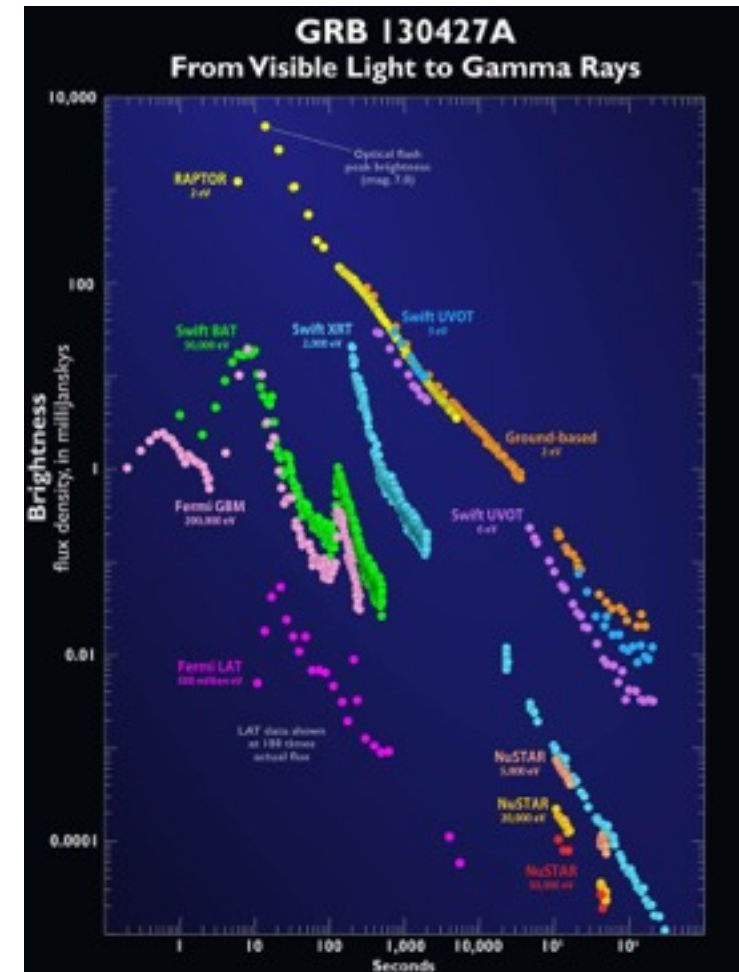 GRB 130427A
From Visible Light to Gamma Rays
10,000
Optical flash
peak brightness
(mag. 7.0)
RAPTOR
2 eV
100
Swift UVOT
3 eV
Swift BAT
50,000 eV
Swift XRT
2,000 eV
Ground-based
2 eV
1
Fermi GBM
200,000 eV
Swift UVOT
6 eV
0.01
Fermi LAT
100 million eV
LAT data shown
at 100 times
actual flux
NuSTAR
5,000 eV
NuSTAR
20,000 eV
0.0001
NuSTAR
50,000 eV
Brightness
flux density, in milliJanskys
1 10 100 1,000 10,000 10⁵ 10⁶
Seconds